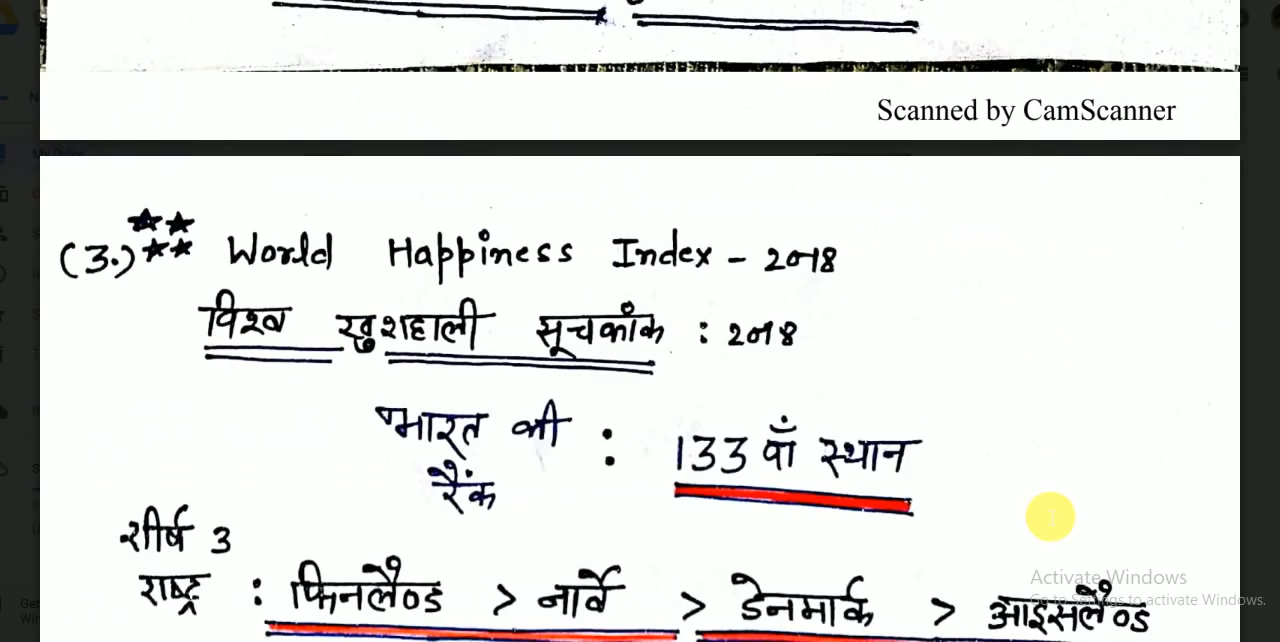 Scanned by CamScanner
(3.) World Happiness Index - 2018
विश्व खुशहाली सूचकांक : 2018
भारत की : 133 वाँ स्थान
रैंक
शीर्ष 3
राष्ट्र : फिनलैण्ड > नार्वे > डेनमार्क > आइसलैण्ड
Activate Windows
Go to Settings to activate Windows.